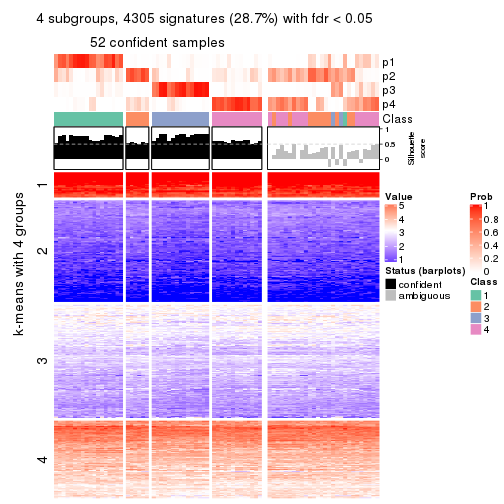 4 subgroups, 4305 signatures (28.7%) with fdr < 0.05
52 confident samples
p1
p2
p3
p4
Class
1
0.5
0
Silhouette
score
k-means with 4 groups
1
2
3
4
Value
5
4
3
2
1
Status (barplots)
confident
ambiguous
Prob
1
0.8
0.6
0.4
0.2
0
Class
1
2
3
4